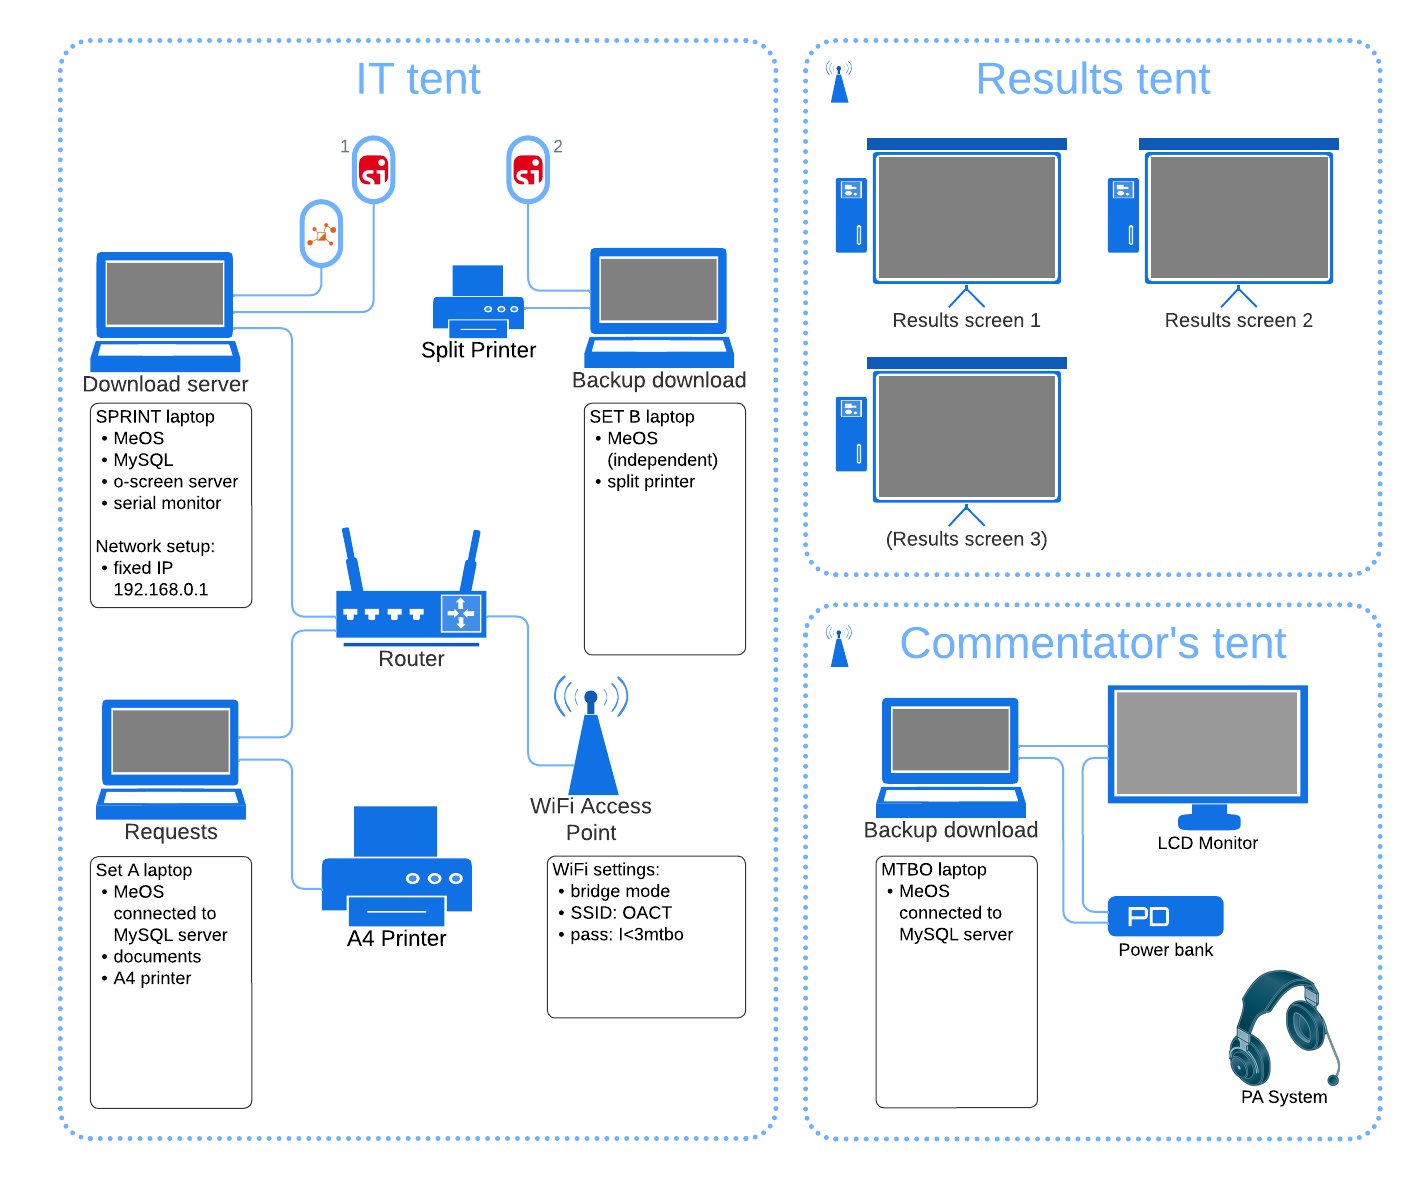 IT tent
1
2
Split Printer
Download server
Backup download
SPRINT laptop
• MeOS
• MySQL
• o-screen server
• serial monitor
Network setup:
• fixed IP
192.168.0.1
SET B laptop
• MeOS
(independent)
• split printer
Router
Requests
WiFi Access
Point
Set A laptop
• MeOS
connected to
MySQL server
• documents
• A4 printer
A4 Printer
WiFi settings:
• bridge mode
• SSID: OACT
• pass: I<3mtbo
Results tent
Results screen 1
Results screen 2
(Results screen 3)
Commentator's tent
Backup download
LCD Monitor
MTBO laptop
• MeOS
connected to
MySQL server
PD
Power bank
PA System